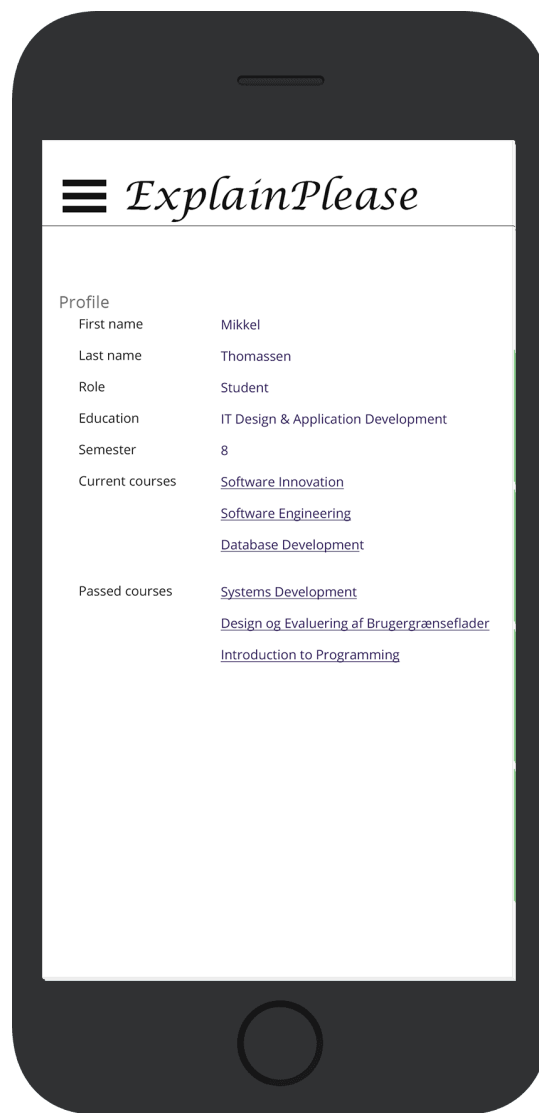 ExplainPlease
Profile
First name Mikkel
Last name Thomassen
Role Student
Education IT Design & Application Development
Semester 8
Current courses Software Innovation
Software Engineering
Database Development
Passed courses Systems Development
Design og Evaluering af Brugergrænseflader
Introduction to Programming